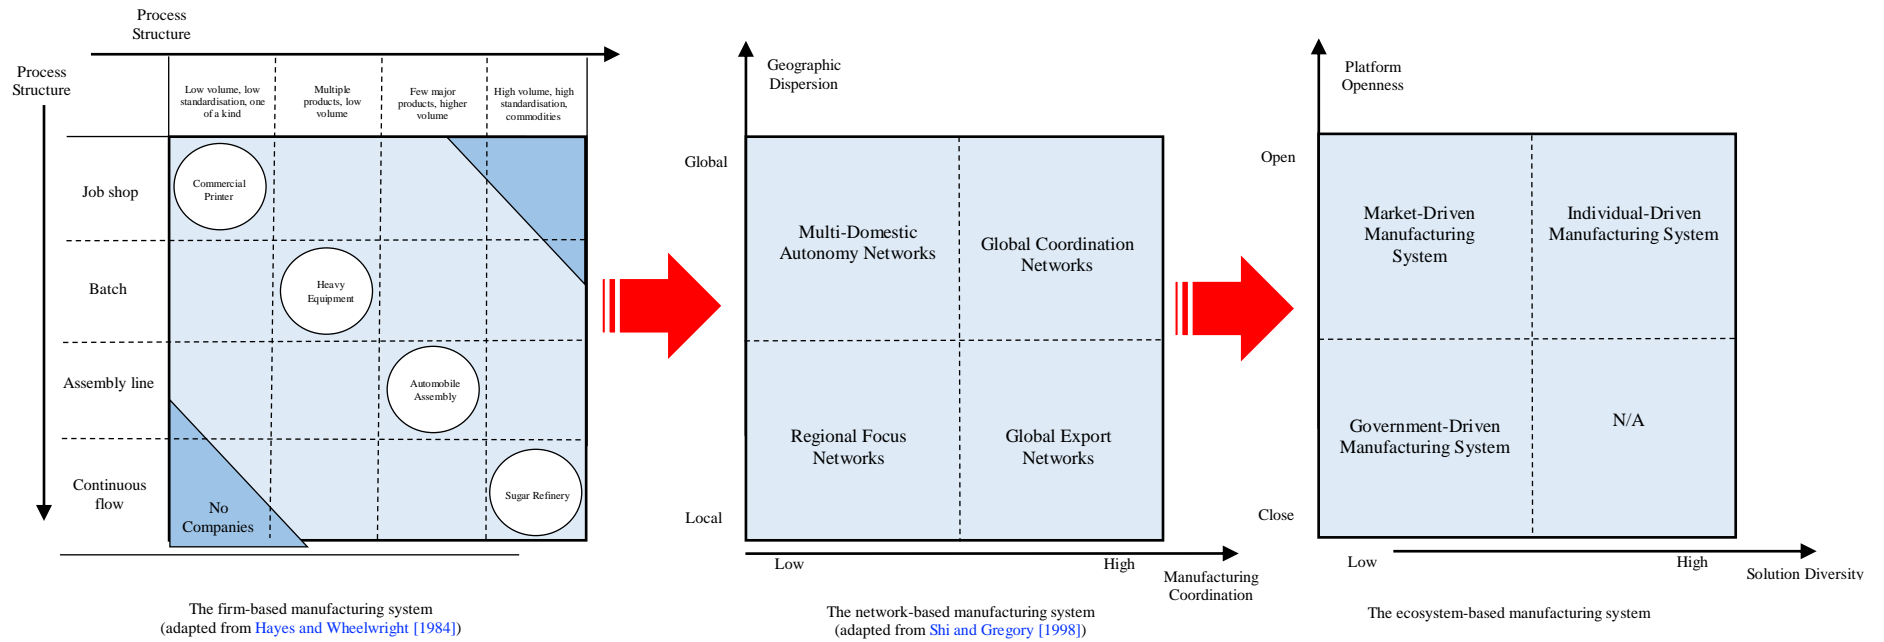 Process
Structure
Process
Structure
Low volume, low
standardisation, one
of a kind
Multiple
products, low
volume
Few major
products, higher
volume
High volume, high
standardisation,
commodities
Job shop
Commercial
Printer
Batch
Heavy
Equipment
Assembly line
Automobile
Assembly
Continuous
flow
No
Companies
Sugar Refinery
The firm-based manufacturing system
(adapted from Hayes and Wheelwright [1984])
Geographic
Dispersion
Global
Multi-Domestic
Autonomy Networks
Global Coordination
Networks
Regional Focus
Networks
Global Export
Networks
Local
Low
High
Manufacturing
Coordination
The network-based manufacturing system
(adapted from Shi and Gregory [1998])
Platform
Openness
Open
Market-Driven
Manufacturing
System
Individual-Driven
Manufacturing System
Government-Driven
Manufacturing System
N/A
Close
Low
High
Solution Diversity
The ecosystem-based manufacturing system